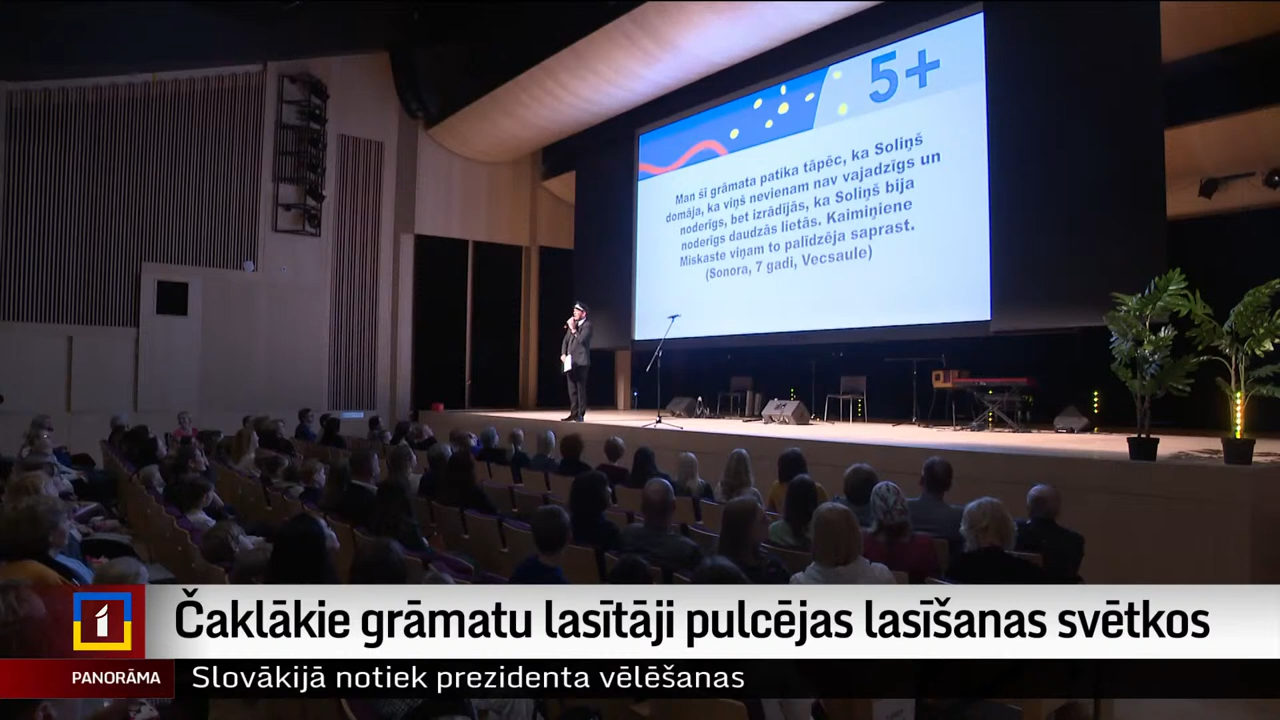 5+
Man šī grāmata patika tāpēc, ka Soliņš
domāja, ka viņš nevienam nav vajadzīgs un
noderīgs, bet izrādījās, ka Soliņš bija
noderīgs daudzās lietās. Kaimiņiene
Miskaste viņam to palīdzēja saprast.
(Sonora, 7 gadi, Vecsaule)
1
Čaklākie grāmatu lasītāji pulcējas lasīšanas svētkos
PANORĀMA
Slovākijā notiek prezidenta vēlēšanas